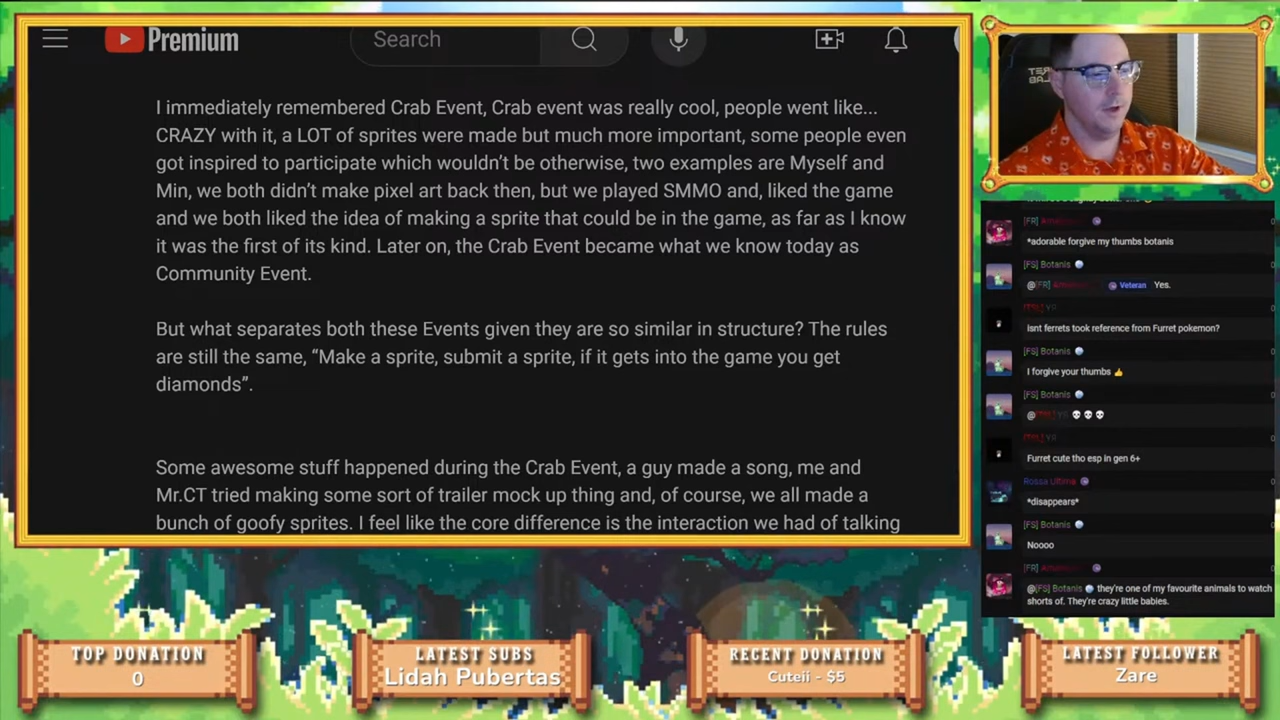 Premium
Search
I immediately remembered Crab Event, Crab event was really cool, people went like...
CRAZY with it, a LOT of sprites were made but much more important, some people even
got inspired to participate which wouldn't be otherwise, two examples are Myself and
Min, we both didn't make pixel art back then, but we played SMMO and, liked the game
and we both liked the idea of making a sprite that could be in the game, as far as I know
it was the first of its kind. Later on, the Crab Event became what we know today as
Community Event.
But what separates both these Events given they are so similar in structure? The rules
are still the same, “Make a sprite, submit a sprite, if it gets into the game you get
diamonds”.
Some awesome stuff happened during the Crab Event, a guy made a song, me and
Mr.CT tried making some sort of trailer mock up thing and, of course, we all made a
bunch of goofy sprites. I feel like the core difference is the interaction we had of talking
[FR]
*adorable forgive my thumbs botanis
[FS] Botanis
@[FR] Veteran Yes.
Isnt ferrets took reference from Furret pokemon?
[FS] Botanis
I forgive your thumbs 👍
[FS] Botanis
@ 💀💀💀
Furret cute tho esp in gen 6+
Rossa Ultima
*disappears*
[FS] Botanis
Noooo
[FR]
@[FS] Botanis they're one of my favourite animals to watch
shorts of. They're crazy little babies.
TOP DONATION
0
LATEST SUBS
Lidah Pubertas
RECENT DONATION
Cuteii - $5
LATEST FOLLOWER
Zare